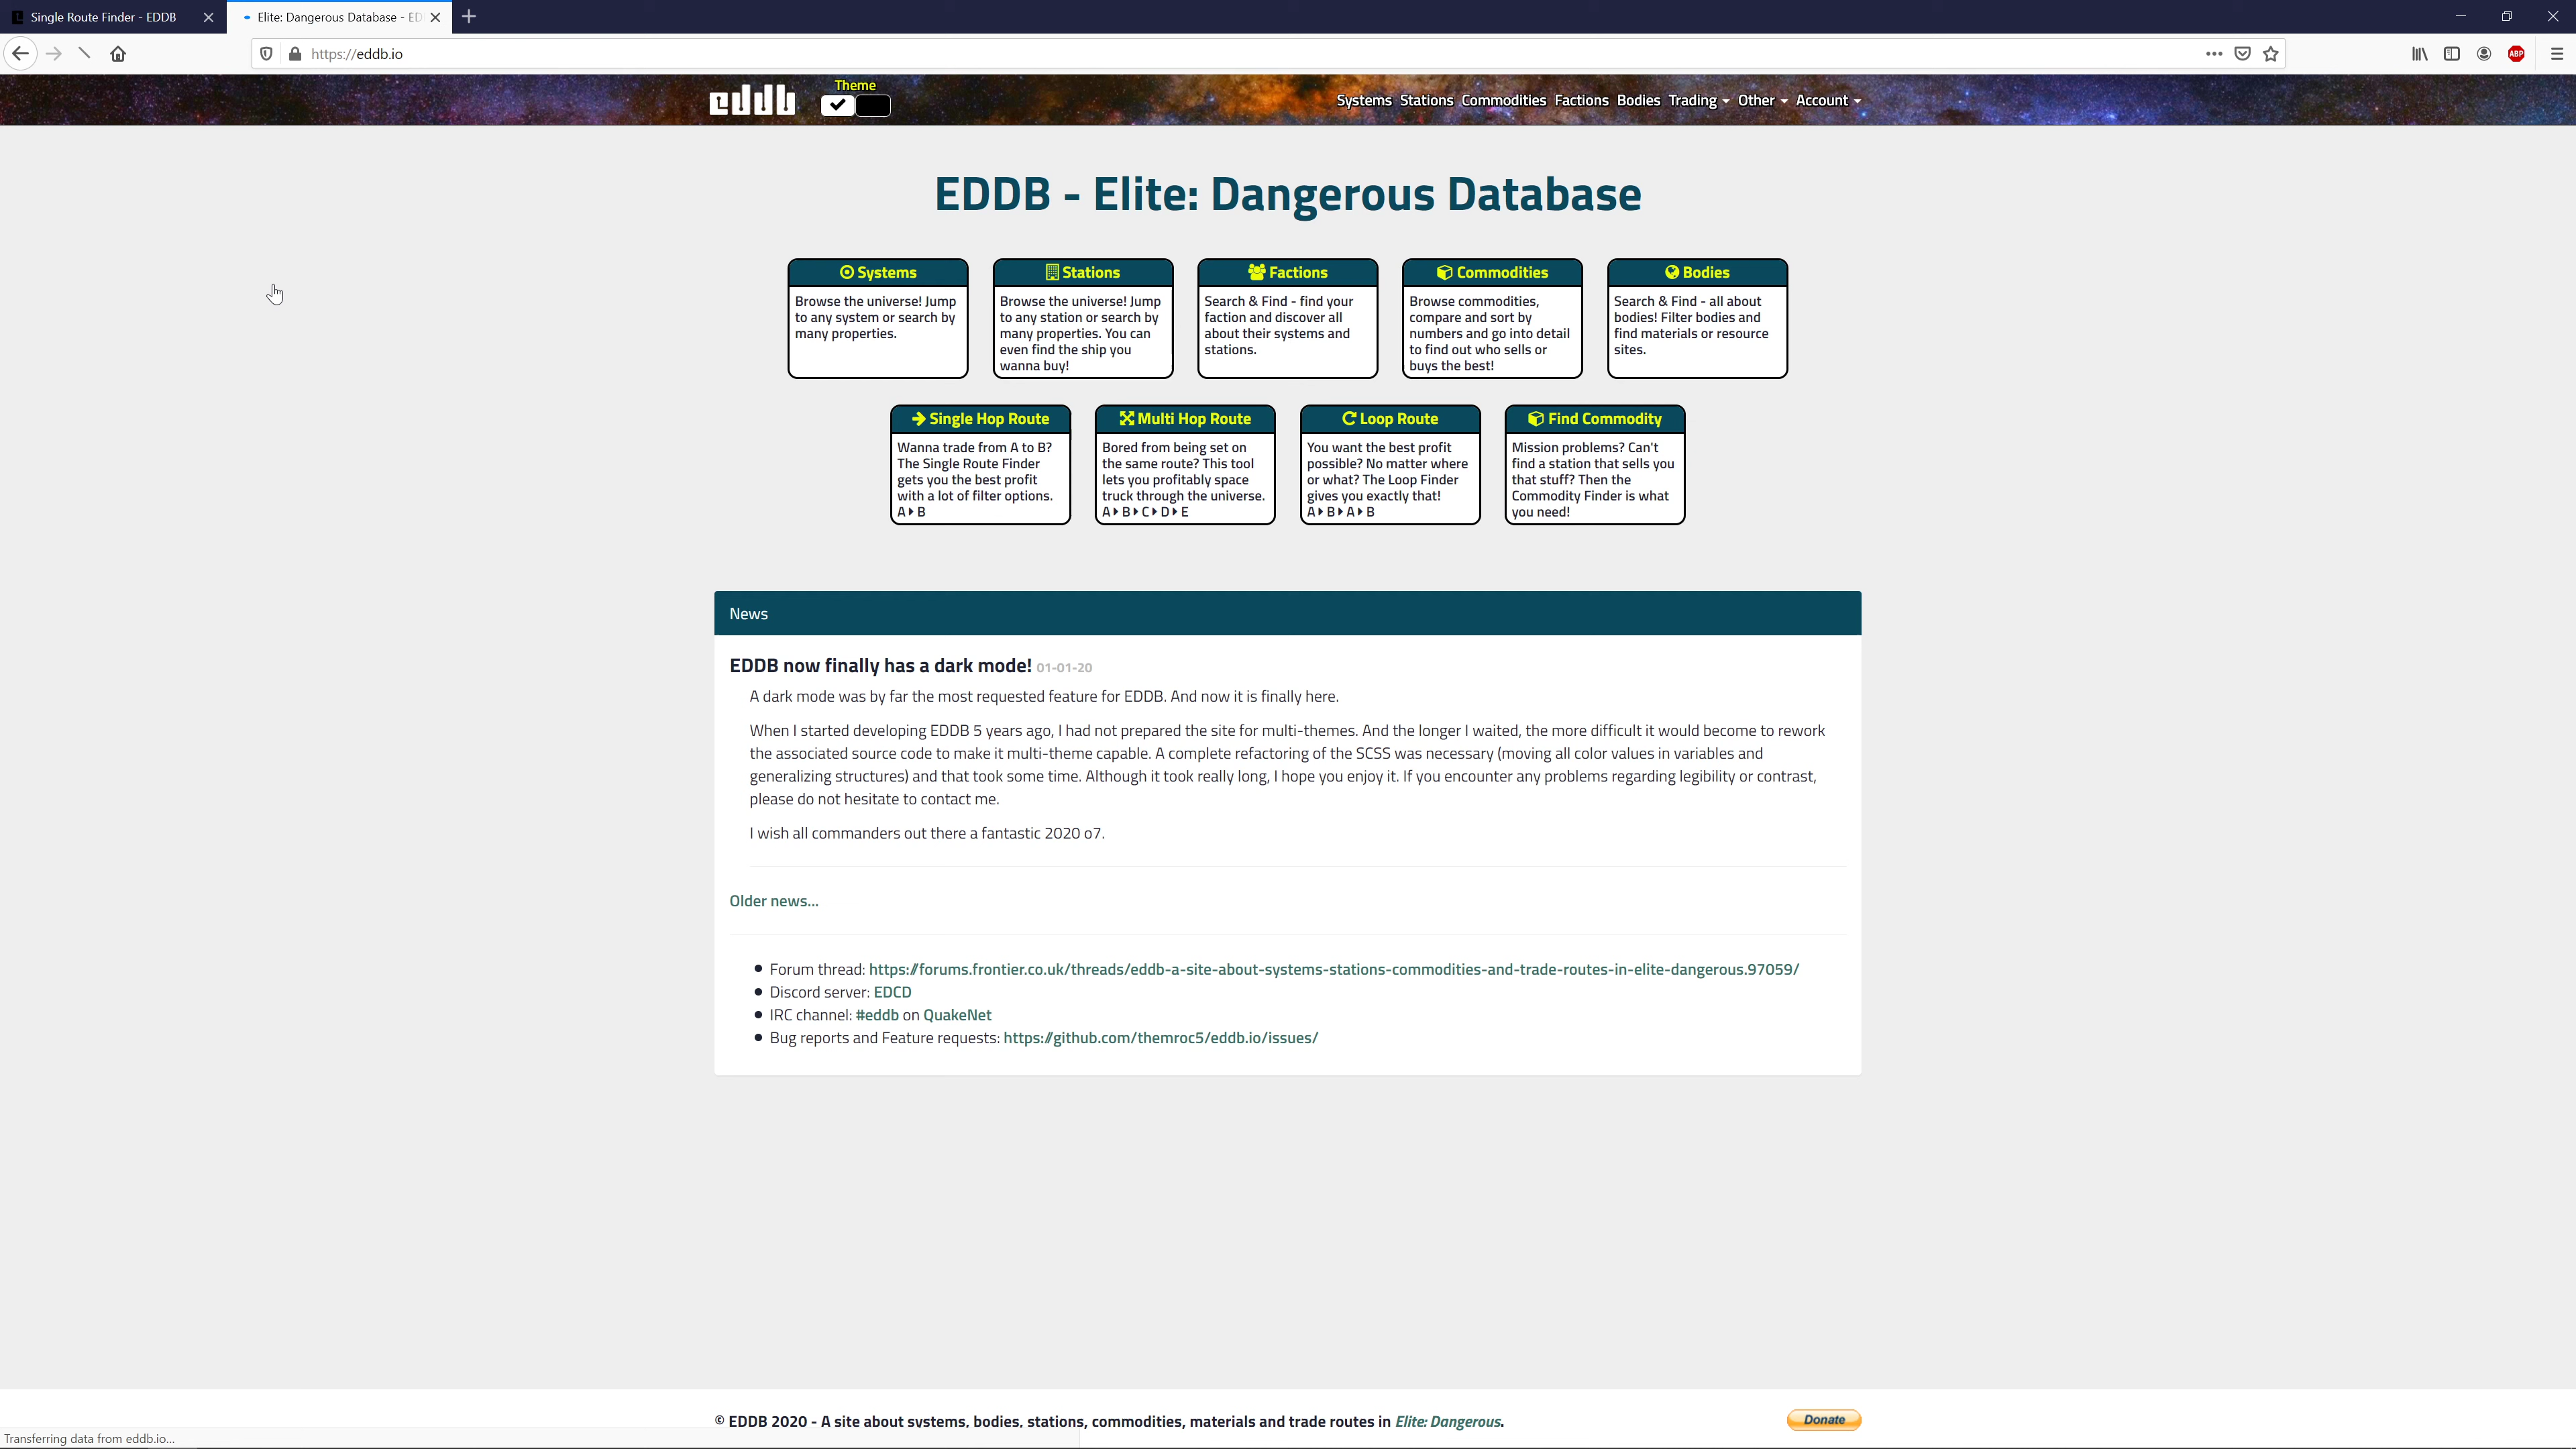 Single Route Finder - EDDB
Elite: Dangerous Database - ED
https://eddb.io
ABP
eddb
Theme
Systems Stations Commodities Factions Bodies Trading Other Account
EDDB - Elite: Dangerous Database
Systems
Browse the universe! Jump
to any system or search by
many properties.
Stations
Browse the universe! Jump
to any station or search by
many properties. You can
even find the ship you
wanna buy!
Factions
Search & Find - find your
faction and discover all
about their systems and
stations.
Commodities
Browse commodities,
compare and sort by
numbers and go into detail
to find out who sells or
buys the best!
Bodies
Search & Find - all about
bodies! Filter bodies and
find materials or resource
sites.
Single Hop Route
Wanna trade from A to B?
The Single Route Finder
gets you the best profit
with a lot of filter options.
A▸B
Multi Hop Route
Bored from being set on
the same route? This tool
lets you profitably space
truck through the universe.
A▸B▸C▸D▸E
Loop Route
You want the best profit
possible? No matter where
or what? The Loop Finder
gives you exactly that!
A▸B▸A▸B
Find Commodity
Mission problems? Can't
find a station that sells you
that stuff? Then the
Commodity Finder is what
you need!
News
EDDB now finally has a dark mode! 01-01-20
A dark mode was by far the most requested feature for EDDB. And now it is finally here.
When I started developing EDDB 5 years ago, I had not prepared the site for multi-themes. And the longer I waited, the more difficult it would become to rework
the associated source code to make it multi-theme capable. A complete refactoring of the SCSS was necessary (moving all color values in variables and
generalizing structures) and that took some time. Although it took really long, I hope you enjoy it. If you encounter any problems regarding legibility or contrast,
please do not hesitate to contact me.
I wish all commanders out there a fantastic 2020 o7.
Older news...
• Forum thread: https://forums.frontier.co.uk/threads/eddb-a-site-about-systems-stations-commodities-and-trade-routes-in-elite-dangerous.97059/
• Discord server: EDCD
• IRC channel: #eddb on QuakeNet
• Bug reports and Feature requests: https://github.com/themroc5/eddb.io/issues/
© EDDB 2020 - A site about systems, bodies, stations, commodities, materials and trade routes in Elite: Dangerous.
Donate
Transferring data from eddb.io...